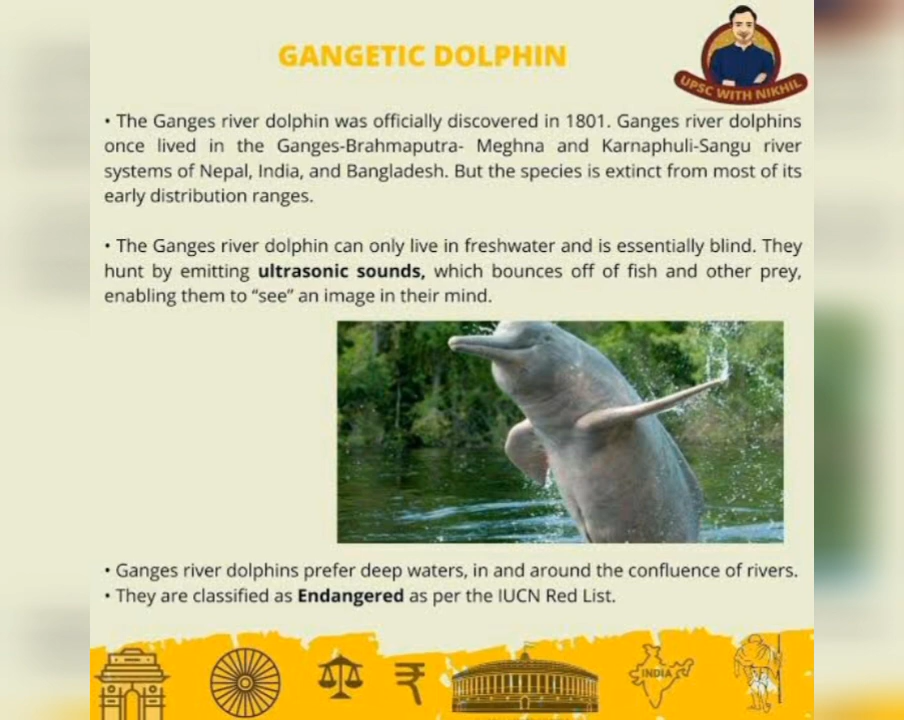 UPSC WITH NIKHIL
GANGETIC DOLPHIN
• The Ganges river dolphin was officially discovered in 1801. Ganges river dolphins
once lived in the Ganges-Brahmaputra- Meghna and Karnaphuli-Sangu river
systems of Nepal, India, and Bangladesh. But the species is extinct from most of its
early distribution ranges.
• The Ganges river dolphin can only live in freshwater and is essentially blind. They
hunt by emitting ultrasonic sounds, which bounces off of fish and other prey,
enabling them to “see” an image in their mind.
• Ganges river dolphins prefer deep waters, in and around the confluence of rivers.
• They are classified as Endangered as per the IUCN Red List.
₹
INDIA